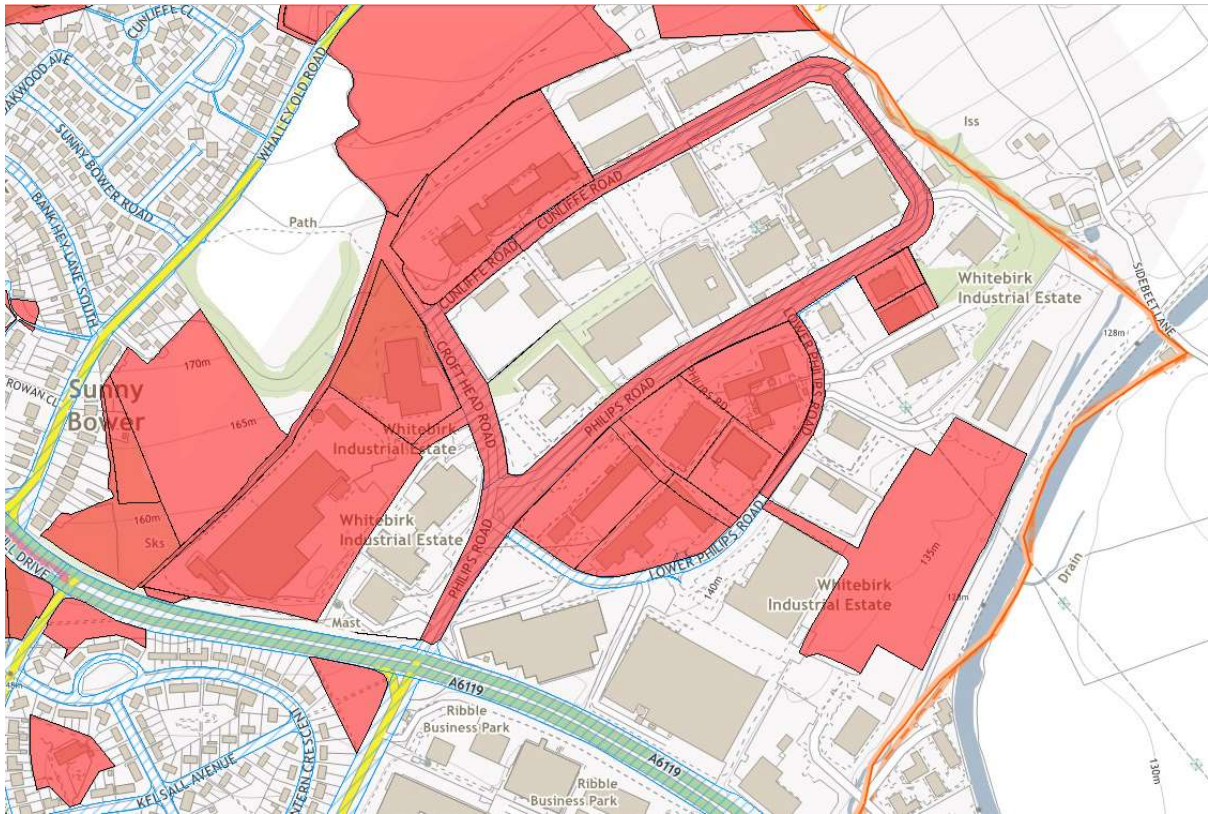 CUNLIFFE CL
OAKWOOD AVE
SUNNY BOWER ROAD
WHALLEY OLD ROAD
BANK HEY LANE SOUTH
ROWAN CL
Path
Iss
CUNLIFFE ROAD
CUNLIFFE ROAD
Whitebirk
Industrial Estate
SIDEBEET LANE
128m
170m
165m
160m
Sunny
Bower
Sks
CROFT HEAD ROAD
PHILIPS ROAD
PHILIPS RD
LOWER PHILIPS ROAD
Whitebirk
Industrial Estate
Whitebirk
Industrial Estate
PHILIPS ROAD
LOWER PHILIPS ROAD
140m
135m
Whitebirk
Industrial Estate
Drain
DRIVE
Mast
A6119
Ribble
Business Park
KELSALL AVENUE
A6119
Ribble
Business Park
130m